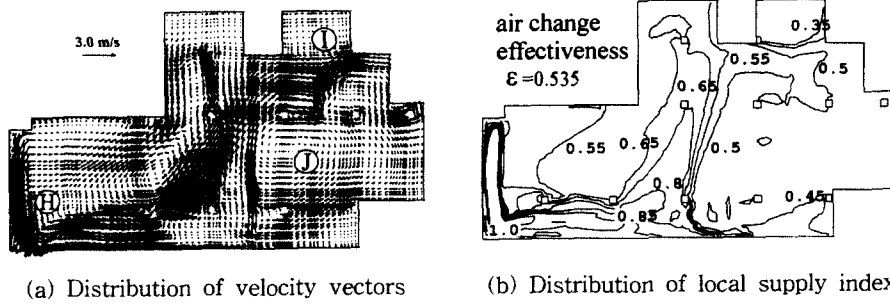 3.0 m/s
I
J
H
air change
effectiveness
ε =0.535
0.35
0.55
0.5
0.65
0.55
0.65
0.5
0.8
0.45
0.85
1.0
(a) Distribution of velocity vectors
(b) Distribution of local supply index